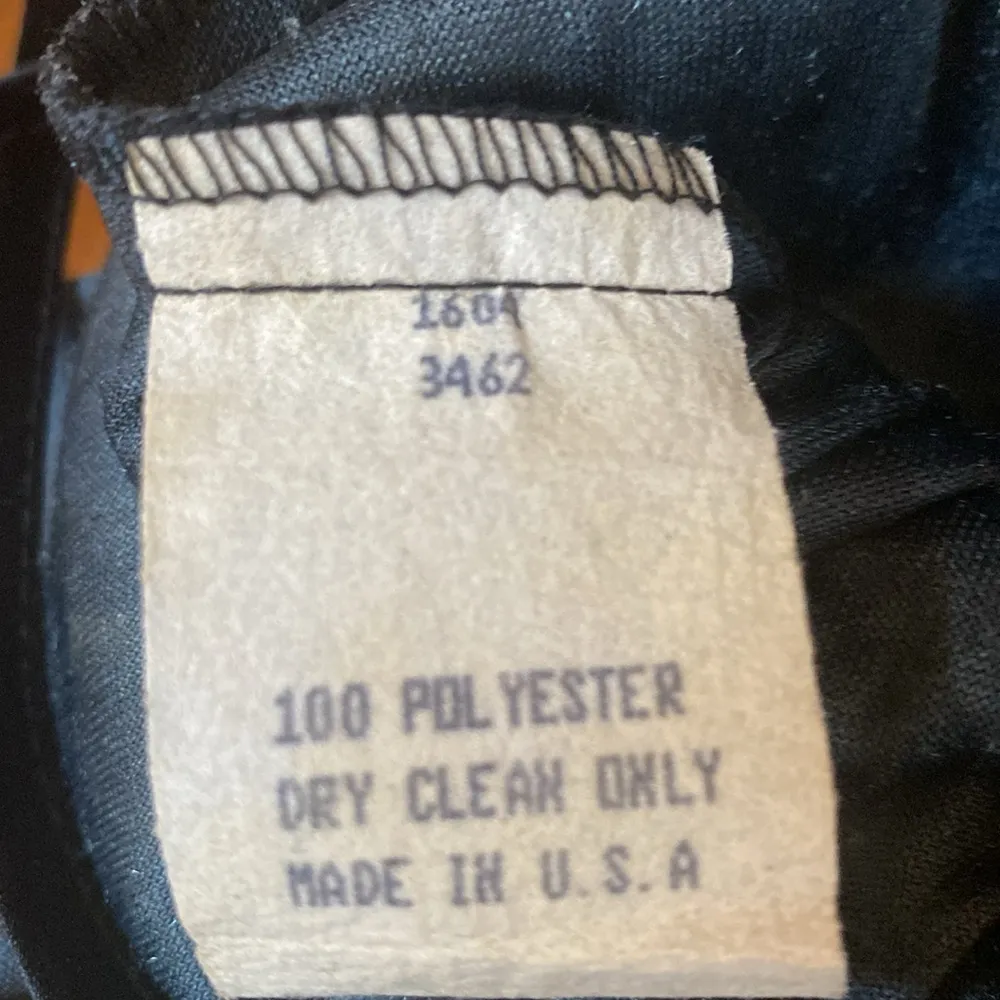 3462
100 POLYESTER
DRY CLEAN ONLY
MADE IN U.S.A